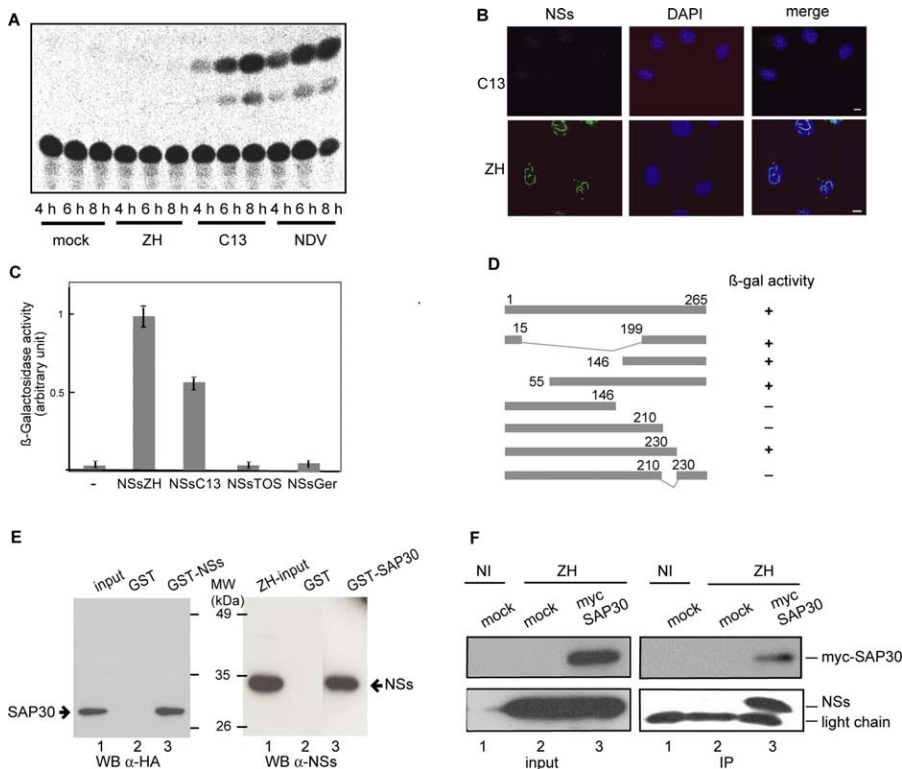 A
4 h 6 h 8 h 4 h 6 h 8 h 4 h 6 h 8 h 4 h 6 h 8 h
mock ZH C13 NDV
B
NSs DAPI merge
C13
ZH
C
ß-Galactosidase activity
(arbitrary unit)
1
0.5
- NSsZH NSsC13 NSsTOS NSsGer
D
ß-gal activity
1 265 +
15 199 +
146 +
55 +
146 –
210 –
230 +
210 230 –
E
input GST GST-NSs MW (kDa) ZH-input GST GST-SAP30
49
35
26
SAP30 NSs
1 2 3 1 2 3
WB α-HA WB α-NSs
F
NI ZH NI ZH
mock mock myc SAP30 mock mock myc SAP30
myc-SAP30
NSs
light chain
1 2 3 1 2 3
input IP